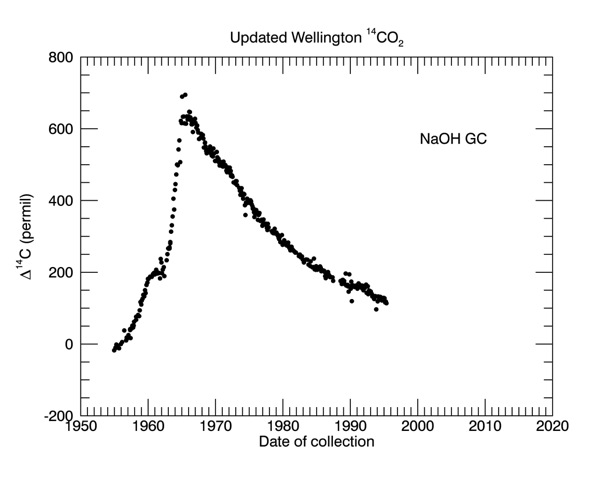 Updated Wellington ¹⁴CO₂
800
600
400
200
0
-200
Δ¹⁴C (permil)
NaOH GC
1950 1960 1970 1980 1990 2000 2010 2020
Date of collection